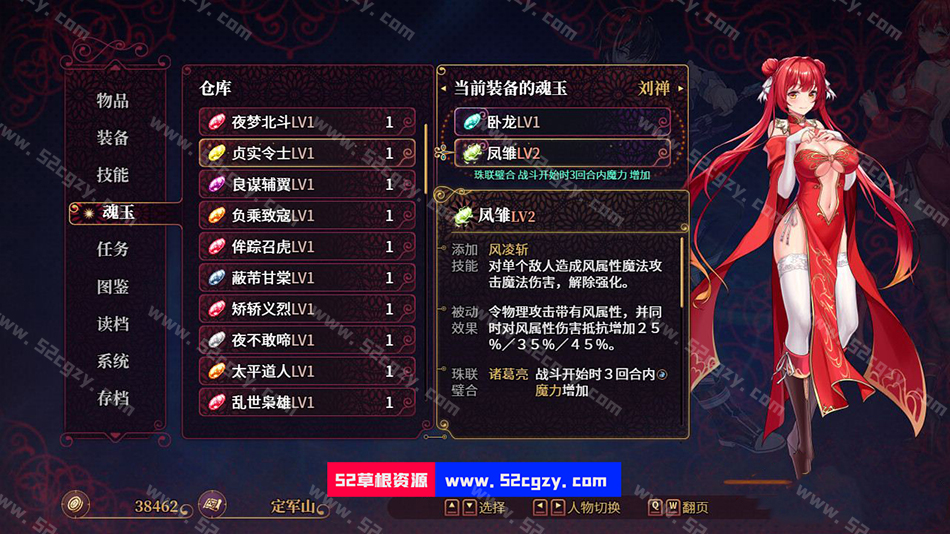 物品
装备
技能
魂玉
任务
图鉴
读档
系统
存档
仓库
夜梦北斗LV1 1
贞实令士LV1 1
良谋辅翼LV1 1
负乘致寇LV1 1
侔踪召虎LV1 1
蔽芾甘棠LV1 1
矫轿义烈LV1 1
夜不敢啼LV1 1
太平道人LV1 1
乱世枭雄LV1 1
当前装备的魂玉 刘禅
卧龙LV1
凤雏LV2
珠联璧合 战斗开始时3回合内魔力 增加
凤雏LV2
添加 风凌斩
技能 对单个敌人造成风属性魔法攻
击魔法伤害，解除强化。
被动 令物理攻击带有风属性，并同
效果 时对风属性伤害抵抗增加２５
％／３５％／４５％。
珠联 诸葛亮 战斗开始时３回合内
璧合 魔力增加
52草根资源 www.52cgzy.com
38462 定军山
▲ ▼ 选择 ◀ ▶ 人物切换 Q W 翻页
www.52cgzy.com